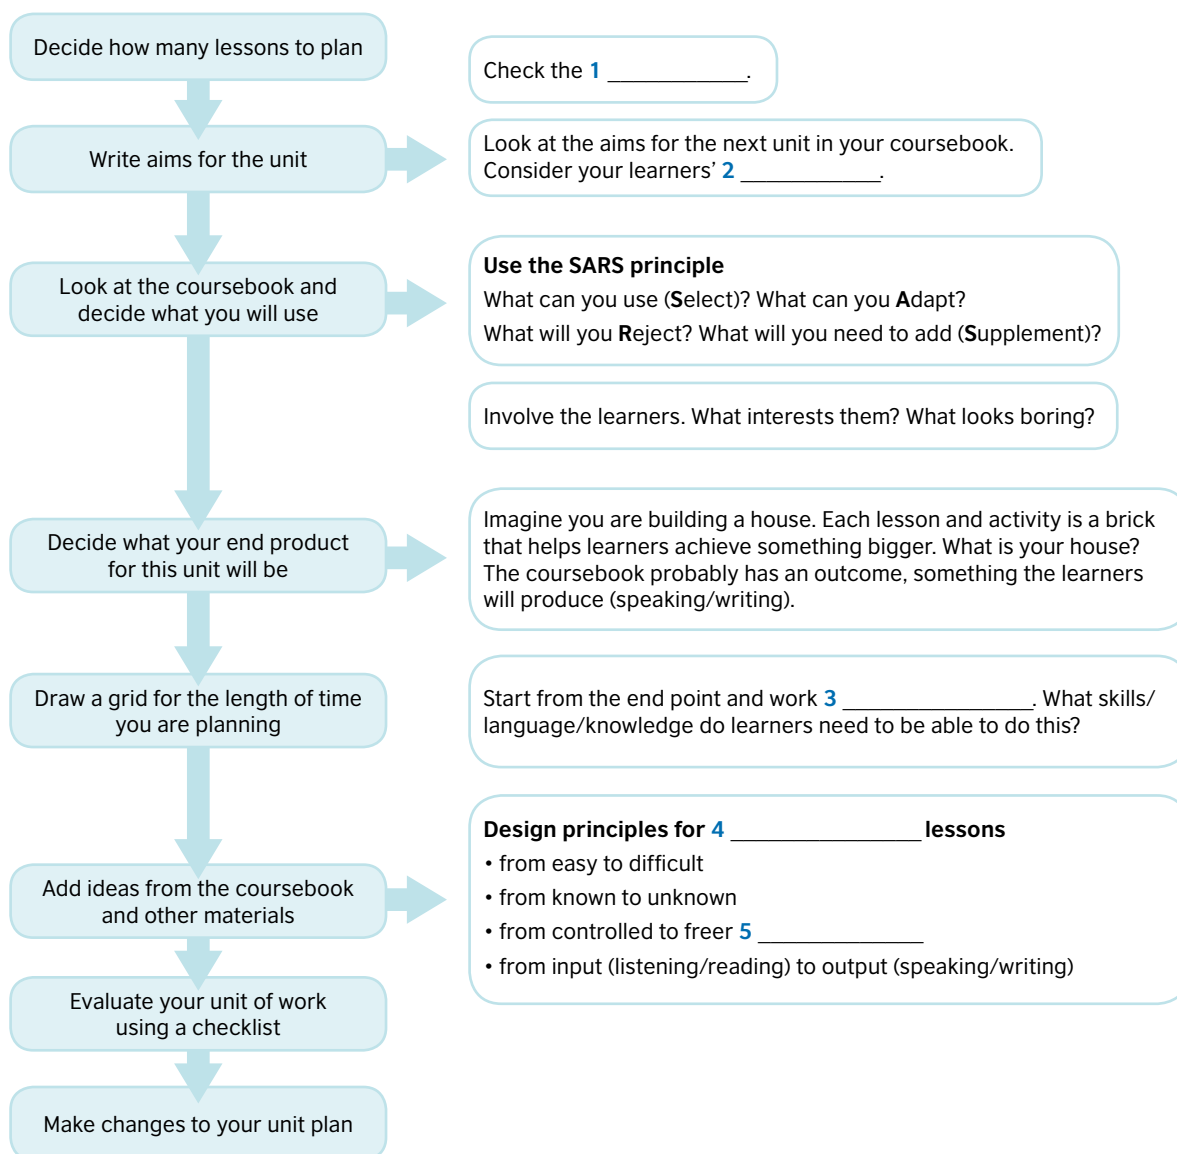 Decide how many lessons to plan
Check the 1 ____________.
Write aims for the unit
Look at the aims for the next unit in your coursebook.
Consider your learners’ 2 ____________.
Look at the coursebook and
decide what you will use
Use the SARS principle
What can you use (Select)? What can you Adapt?
What will you Reject? What will you need to add (Supplement)?
Involve the learners. What interests them? What looks boring?
Decide what your end product
for this unit will be
Imagine you are building a house. Each lesson and activity is a brick
that helps learners achieve something bigger. What is your house?
The coursebook probably has an outcome, something the learners
will produce (speaking/writing).
Draw a grid for the length of time
you are planning
Start from the end point and work 3 ________________. What skills/
language/knowledge do learners need to be able to do this?
Add ideas from the coursebook
and other materials
Design principles for 4 ________________ lessons
• from easy to difficult
• from known to unknown
• from controlled to freer 5 ______________
• from input (listening/reading) to output (speaking/writing)
Evaluate your unit of work
using a checklist
Make changes to your unit plan